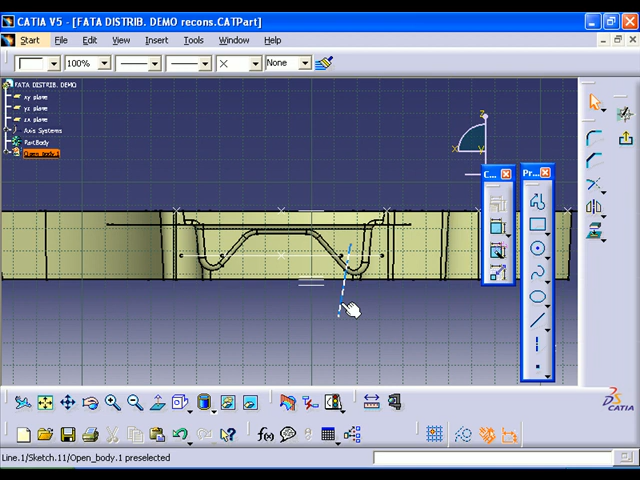 CATIA V5 - [FATA DISTRIB. DEMO recons.CATPart]
Start File Edit View Insert Tools Window Help
100% None
FATA DISTRIB. DEMO
xy plane
yz plane
zx plane
Axis Systems
PartBody
Open_body.1
z
x y
C... Pr...
f(x)
CATIA
Line.1/Sketch.11/Open_body.1 preselected